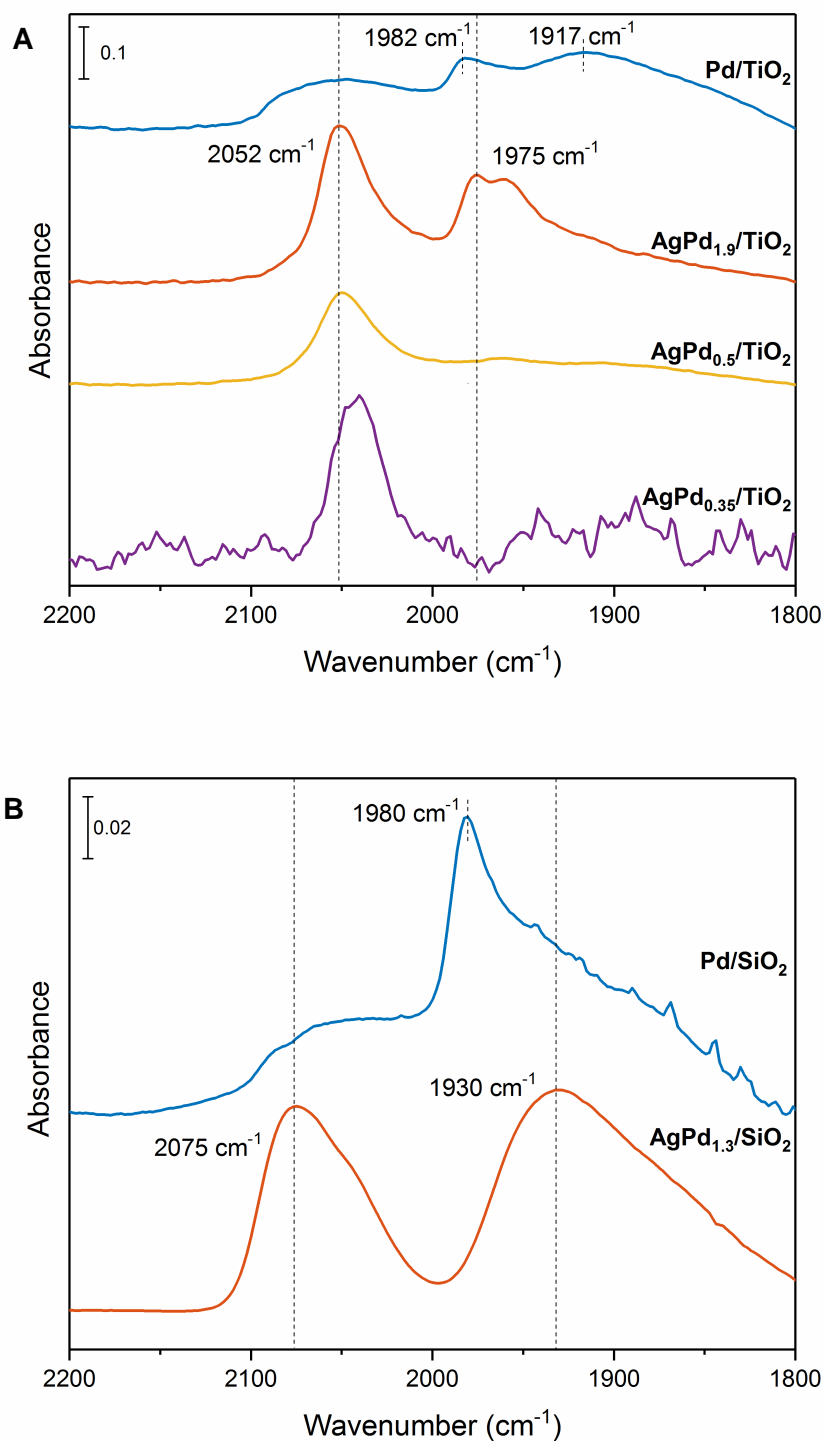 A
0.1
1982 cm⁻¹
1917 cm⁻¹
Pd/TiO₂
2052 cm⁻¹
1975 cm⁻¹
AgPd₁.₉/TiO₂
AgPd₀.₅/TiO₂
AgPd₀.₃₅/TiO₂
Absorbance
2200 2100 2000 1900 1800
Wavenumber (cm⁻¹)
B
0.02
1980 cm⁻¹
Pd/SiO₂
1930 cm⁻¹
2075 cm⁻¹
AgPd₁.₃/SiO₂
Absorbance
2200 2100 2000 1900 1800
Wavenumber (cm⁻¹)